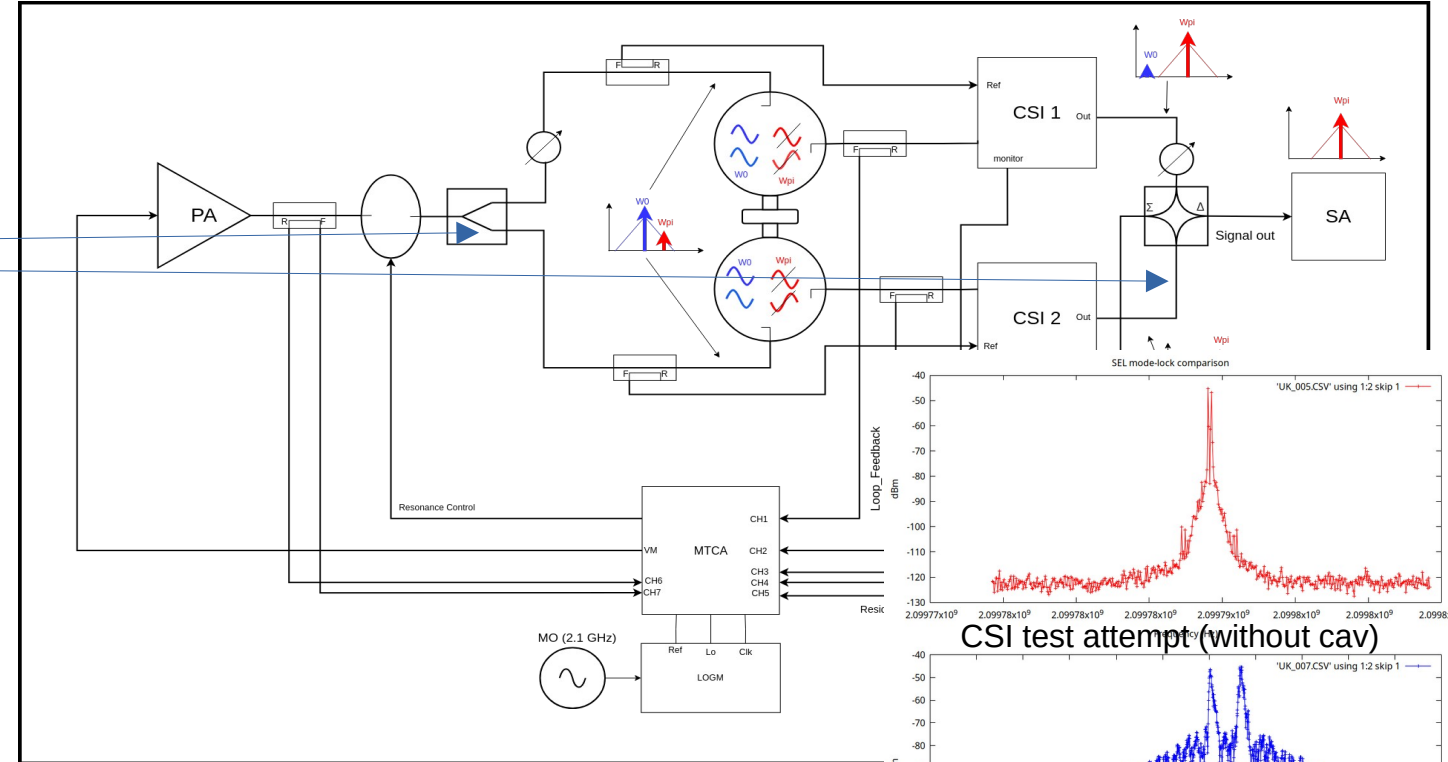 Wpi
W0
Wpi
F R
Ref
CSI 1
Out
monitor
F R
W0
Wpi
PA
R F
W0
Wpi
Σ Δ
SA
Signal out
W0
Wpi
F R
CSI 2
Out
Ref
Wpi
F R
SEL mode-lock comparison
'UK_005.CSV' using 1:2 skip 1
-40
-50
-60
-70
-80
-90
-100
-110
-120
-130
dBm
Loop_Feedback
2.09977x10⁹ 2.09978x10⁹ 2.09978x10⁹ 2.09978x10⁹ 2.09979x10⁹ 2.0998x10⁹ 2.0998x10⁹ 2.0998
Resonance Control
CH1
VM
MTCA
CH2
CH3
CH4
CH5
CH6
CH7
Resid
MO (2.1 GHz)
Ref Lo Clk
LOGM
CSI test attempt (without cav)
'UK_007.CSV' using 1:2 skip 1
-40
-50
-60
-70
-80